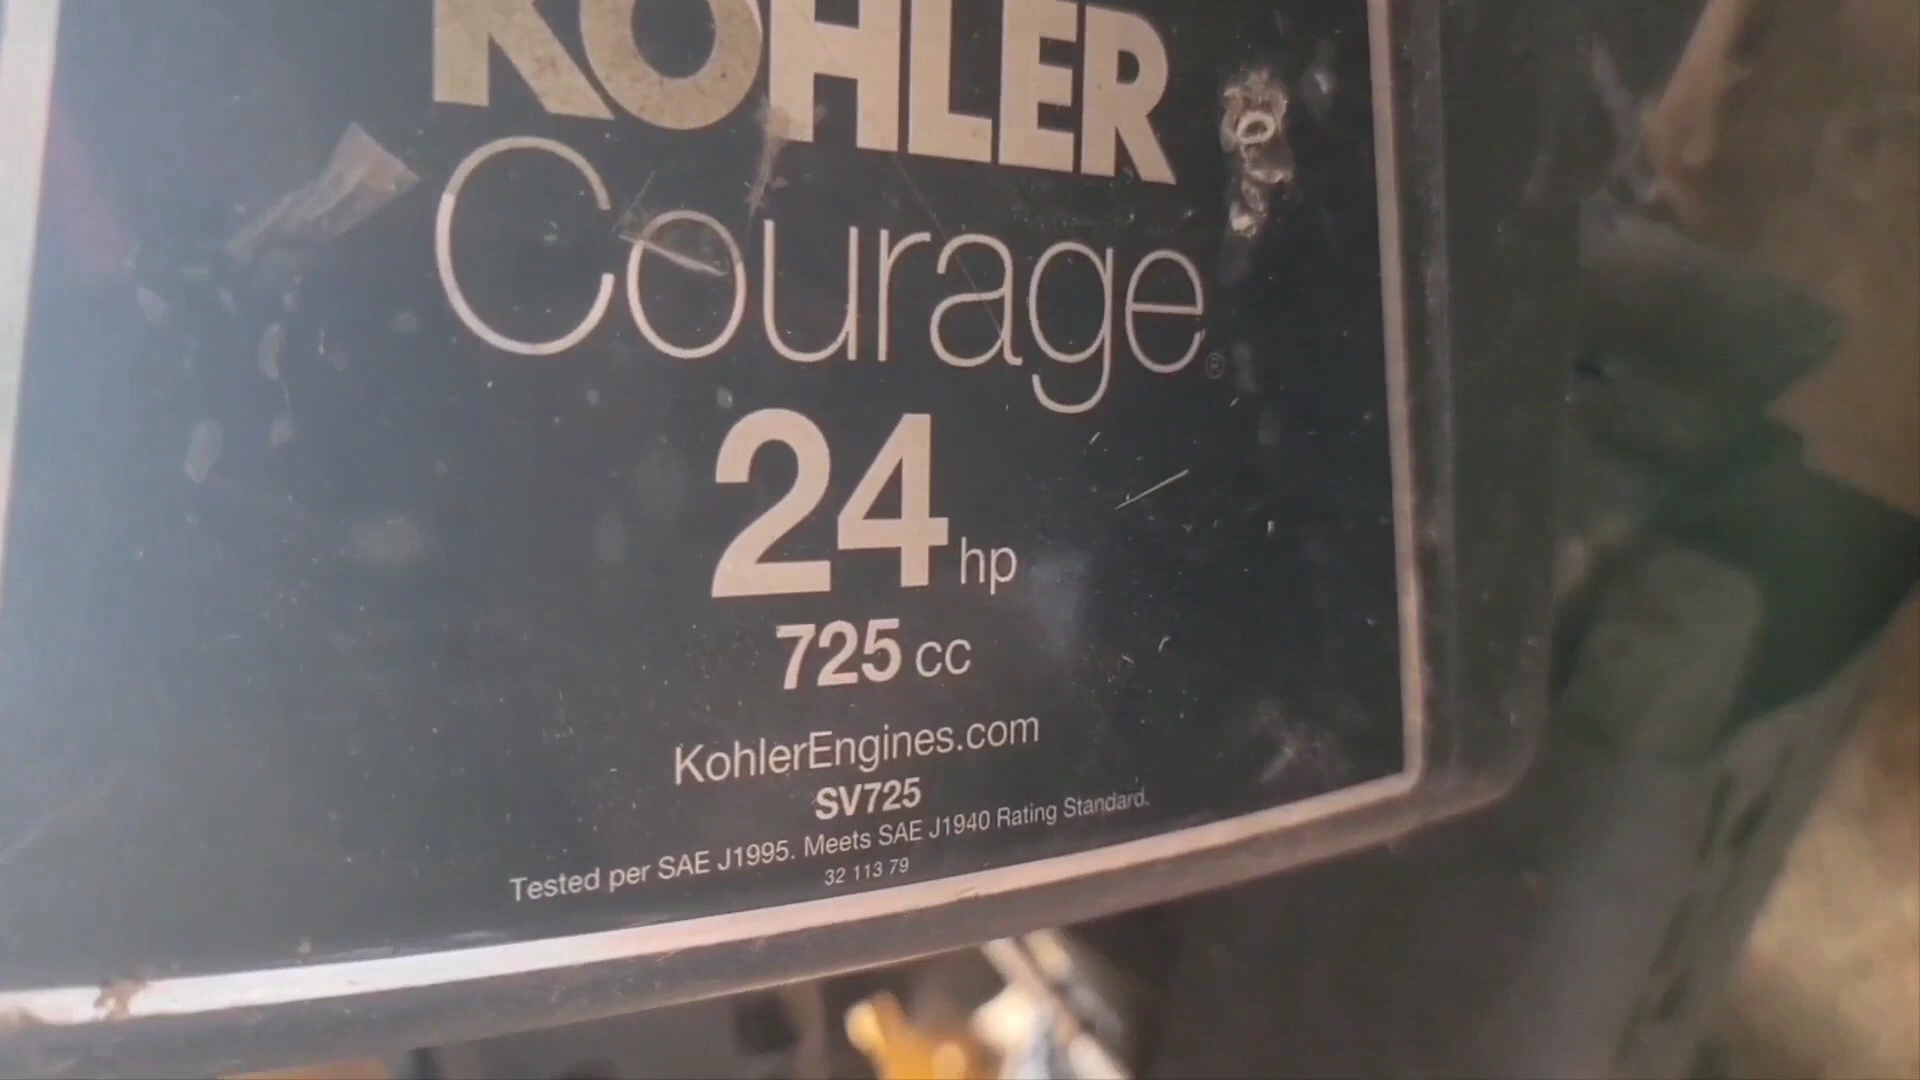 KOHLER
Courage®
24 hp
725 cc
KohlerEngines.com
SV725
Tested per SAE J1995. Meets SAE J1940 Rating Standard.
32 113 79